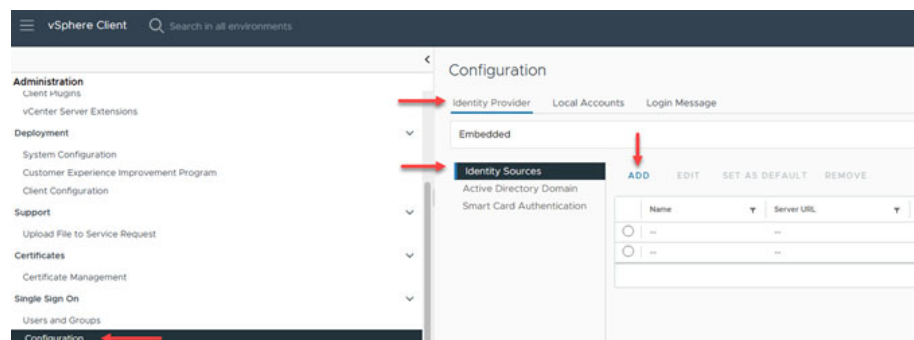 vSphere Client
Search in all environments
Administration
Client Plugins
vCenter Server Extensions
Deployment
System Configuration
Customer Experience Improvement Program
Client Configuration
Support
Upload File to Service Request
Certificates
Certificate Management
Single Sign On
Users and Groups
Configuration
Configuration
Identity Provider Local Accounts Login Message
Embedded
Identity Sources
Active Directory Domain
Smart Card Authentication
ADD EDIT SET AS DEFAULT REMOVE
Name Server URL
-- --
-- --